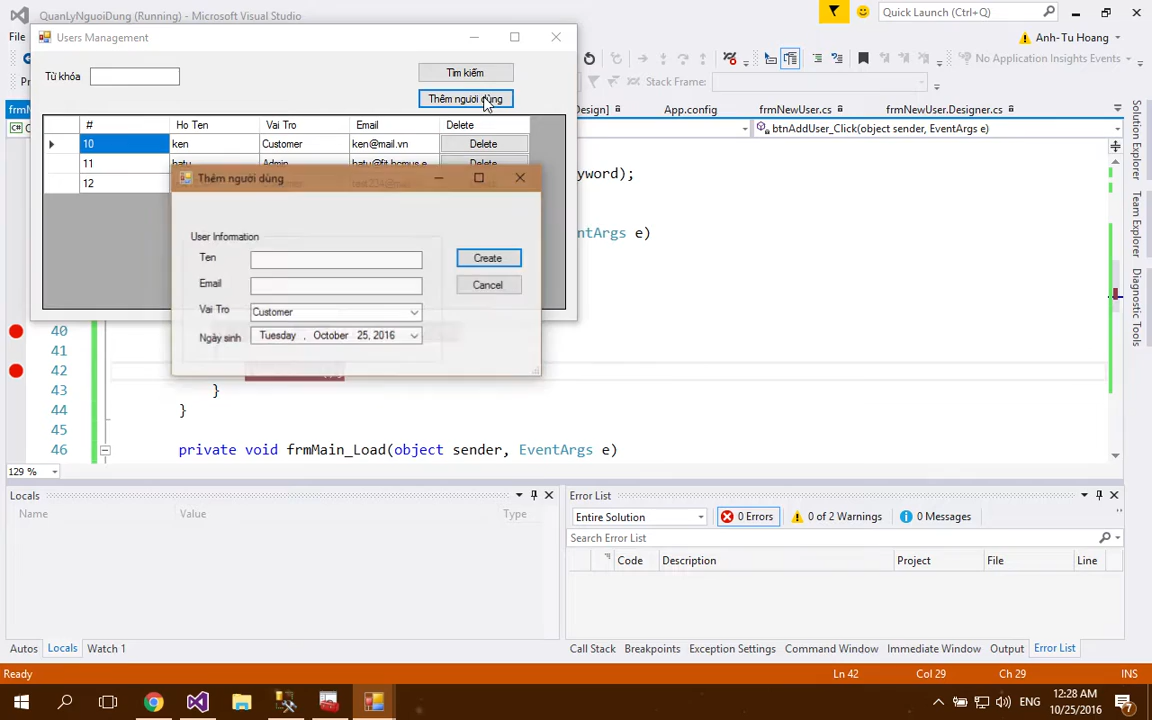 QuanLyNguoiDung (Running) - Microsoft Visual Studio
Quick Launch (Ctrl+Q)
File
Users Management
Anh-Tu Hoang
No Application Insights Events
Từ khóa
Tìm kiếm
Thêm người dùng
Stack Frame:
Design]
App.config
frmNewUser.cs
frmNewUser.Designer.cs
btnAddUser_Click(object sender, EventArgs e)
# Ho Ten Vai Tro Email Delete
10 ken Customer ken@mail.vn Delete
11 hatu Admin Delete
12
yword);
ntArgs e)
Thêm người dùng
User Information
Ten
Email
Vai Tro Customer
Ngày sinh Tuesday , October 25, 2016
Create
Cancel
40
41
42
43 }
44 }
45
46 private void frmMain_Load(object sender, EventArgs e)
129 %
Locals
Name Value Type
Autos Locals Watch 1
Error List
Entire Solution 0 Errors 0 of 2 Warnings 0 Messages
Search Error List
Code Description Project File Line
Call Stack Breakpoints Exception Settings Command Window Immediate Window Output Error List
Solution Explorer
Team Explorer
Diagnostic Tools
Ready Ln 42 Col 29 Ch 29 INS
ENG
12:28 AM
10/25/2016
7